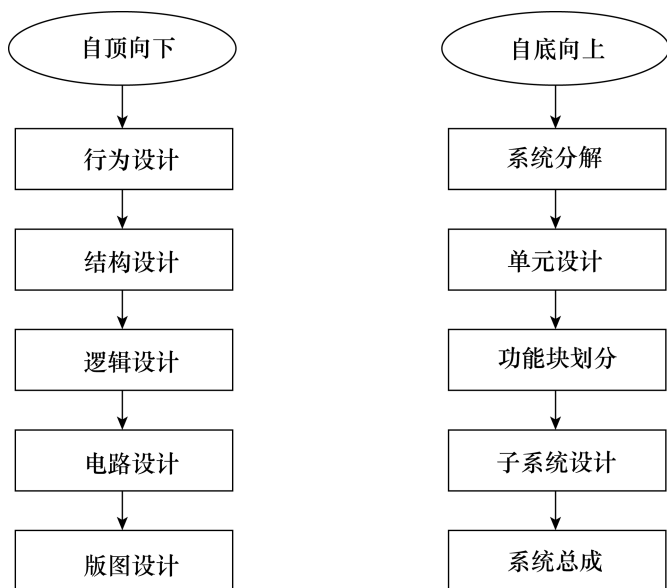 自顶向下
行为设计
结构设计
逻辑设计
电路设计
版图设计
自底向上
系统分解
单元设计
功能块划分
子系统设计
系统总成